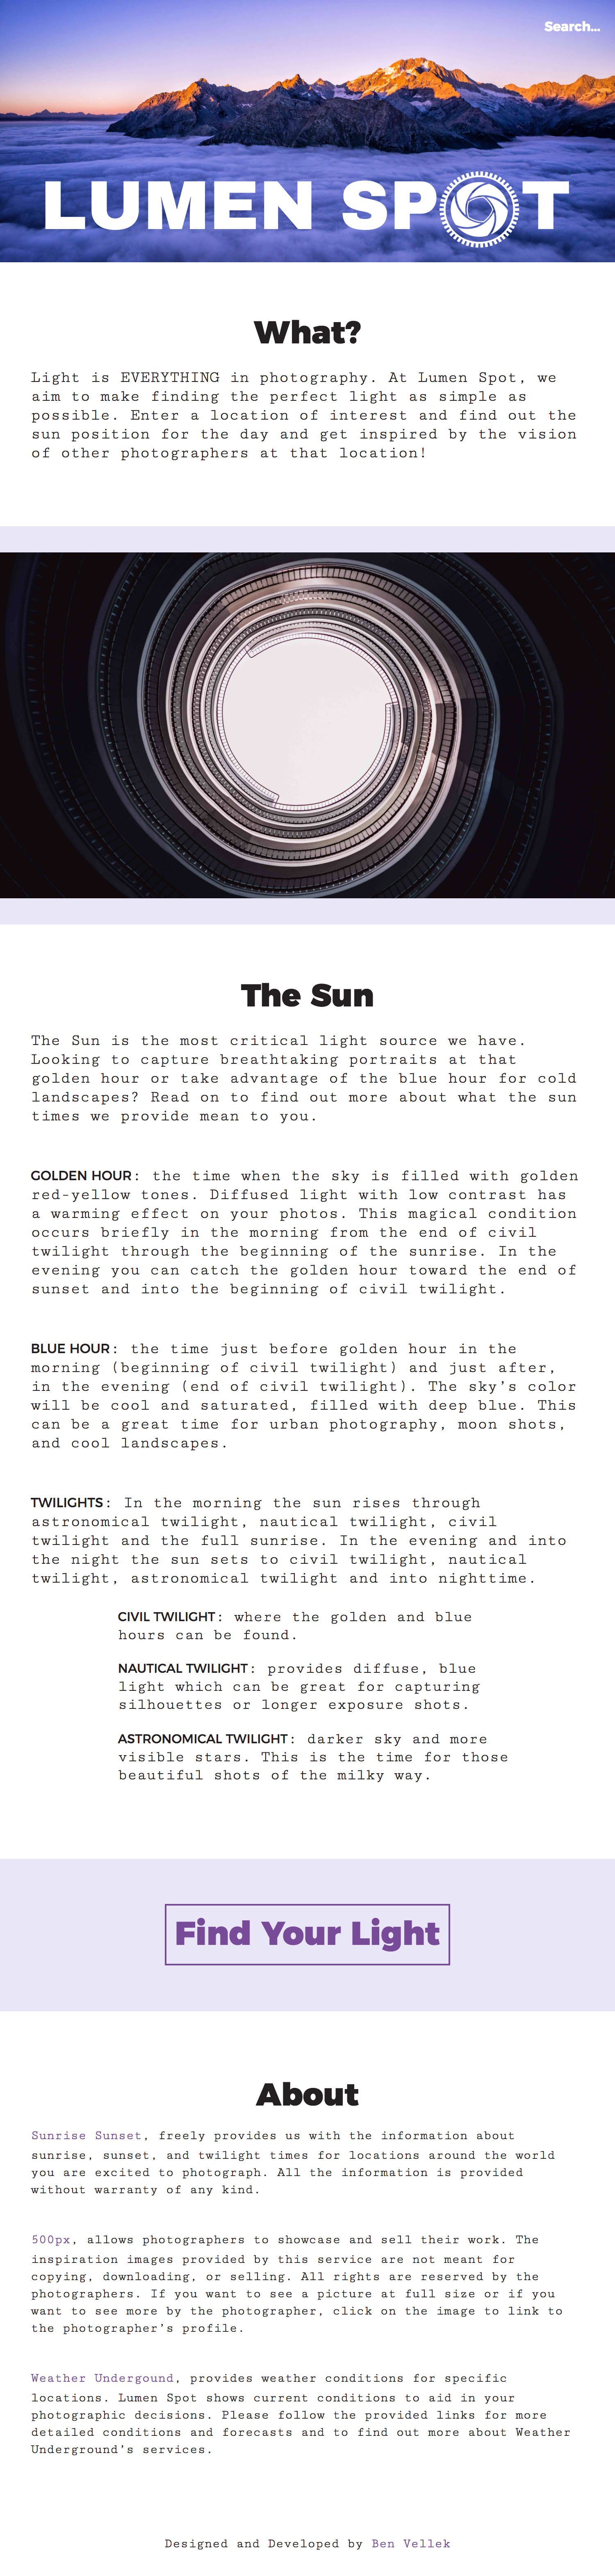 Search...
LUMEN SPOT
What?
Light is EVERYTHING in photography. At Lumen Spot, we
aim to make finding the perfect light as simple as
possible. Enter a location of interest and find out the
sun position for the day and get inspired by the vision
of other photographers at that location!
The Sun
The Sun is the most critical light source we have.
Looking to capture breathtaking portraits at that
golden hour or take advantage of the blue hour for cold
landscapes? Read on to find out more about what the sun
times we provide mean to you.
GOLDEN HOUR: the time when the sky is filled with golden
red-yellow tones. Diffused light with low contrast has
a warming effect on your photos. This magical condition
occurs briefly in the morning from the end of civil
twilight through the beginning of the sunrise. In the
evening you can catch the golden hour toward the end of
sunset and into the beginning of civil twilight.
BLUE HOUR: the time just before golden hour in the
morning (beginning of civil twilight) and just after,
in the evening (end of civil twilight). The sky's color
will be cool and saturated, filled with deep blue. This
can be a great time for urban photography, moon shots,
and cool landscapes.
TWILIGHTS: In the morning the sun rises through
astronomical twilight, nautical twilight, civil
twilight and the full sunrise. In the evening and into
the night the sun sets to civil twilight, nautical
twilight, astronomical twilight and into nighttime.
CIVIL TWILIGHT: where the golden and blue
hours can be found.
NAUTICAL TWILIGHT: provides diffuse, blue
light which can be great for capturing
silhouettes or longer exposure shots.
ASTRONOMICAL TWILIGHT: darker sky and more
visible stars. This is the time for those
beautiful shots of the milky way.
Find Your Light
About
Sunrise Sunset, freely provides us with the information about
sunrise, sunset, and twilight times for locations around the world
you are excited to photograph. All the information is provided
without warranty of any kind.
500px, allows photographers to showcase and sell their work. The
inspiration images provided by this service are not meant for
copying, downloading, or selling. All rights are reserved by the
photographers. If you want to see a picture at full size or if you
want to see more by the photographer, click on the image to link to
the photographer's profile.
Weather Undergound, provides weather conditions for specific
locations. Lumen Spot shows current conditions to aid in your
photographic decisions. Please follow the provided links for more
detailed conditions and forecasts and to find out more about Weather
Underground's services.
Designed and Developed by Ben Vellek